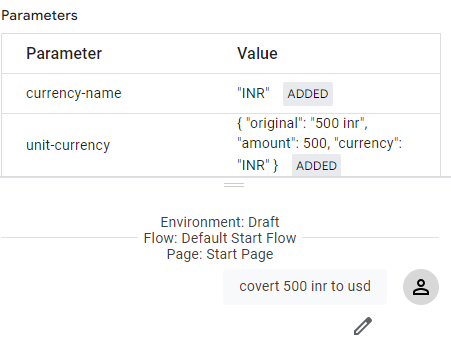 Parameters
Parameter Value
currency-name "INR" ADDED
{ "original": "500 inr",
unit-currency "amount": 500, "currency":
"INR" } ADDED
Environment: Draft
Flow: Default Start Flow
Page: Start Page
covert 500 inr to usd